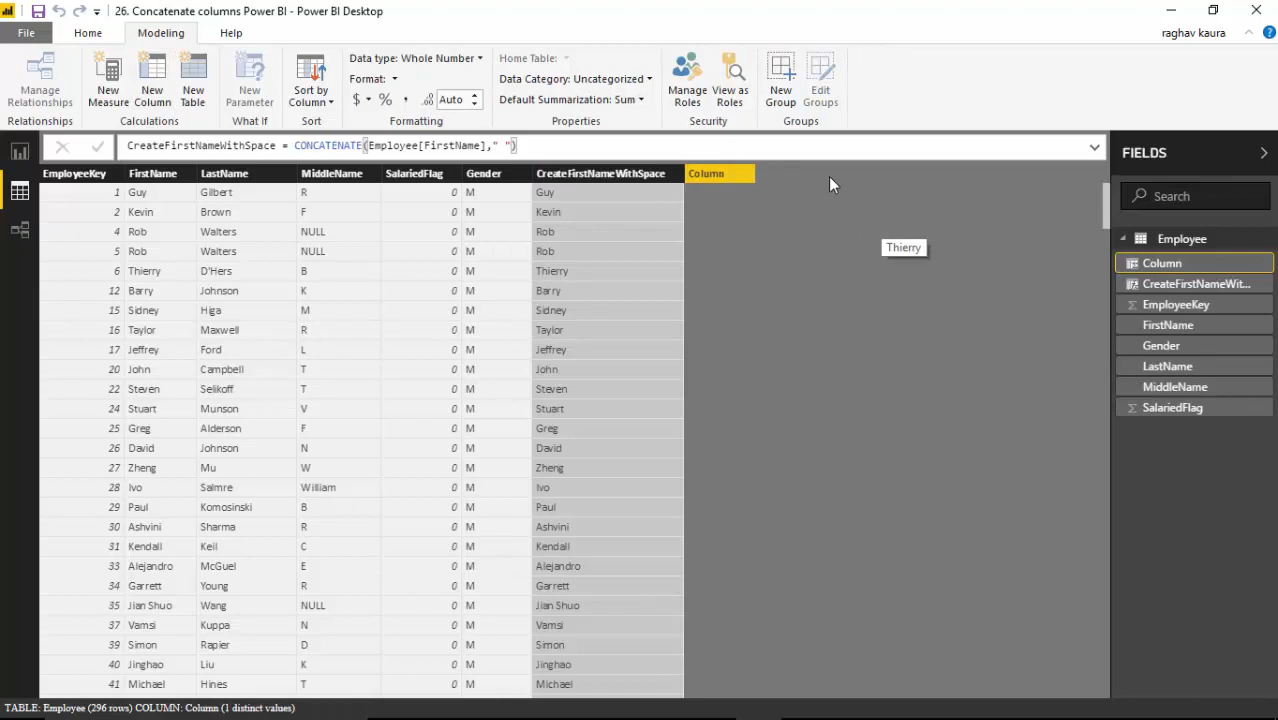 26. Concatenate columns Power BI - Power BI Desktop
File Home Modeling Help raghav kaura
Manage Relationships
New Measure
New Column
New Table
New Parameter
Sort by Column
Data type: Whole Number
Format:
$ % , .00 Auto
Home Table:
Data Category: Uncategorized
Default Summarization: Sum
Manage Roles
View as Roles
New Group
Edit Groups
Relationships Calculations What If Sort Formatting Properties Security Groups
CreateFirstNameWithSpace = CONCATENATE(Employee[FirstName]," ")
EmployeeKey FirstName LastName MiddleName SalariedFlag Gender CreateFirstNameWithSpace Column
1 Guy Gilbert R 0 M Guy
2 Kevin Brown F 0 M Kevin
4 Rob Walters NULL 0 M Rob
5 Rob Walters NULL 0 M Rob
6 Thierry D'Hers B 0 M Thierry
12 Barry Johnson K 0 M Barry
15 Sidney Higa M 0 M Sidney
16 Taylor Maxwell R 0 M Taylor
17 Jeffrey Ford L 0 M Jeffrey
20 John Campbell T 0 M John
22 Steven Selikoff T 0 M Steven
24 Stuart Munson V 0 M Stuart
25 Greg Alderson F 0 M Greg
26 David Johnson N 0 M David
27 Zheng Mu W 0 M Zheng
28 Ivo Salmre William 0 M Ivo
29 Paul Komosinski B 0 M Paul
30 Ashvini Sharma R 0 M Ashvini
31 Kendall Keil C 0 M Kendall
33 Alejandro McGuel E 0 M Alejandro
34 Garrett Young R 0 M Garrett
35 Jian Shuo Wang NULL 0 M Jian Shuo
37 Vamsi Kuppa N 0 M Vamsi
39 Simon Rapier D 0 M Simon
40 Jinghao Liu K 0 M Jinghao
41 Michael Hines T 0 M Michael
Thierry
FIELDS
Search
Employee
Column
CreateFirstNameWit...
EmployeeKey
FirstName
Gender
LastName
MiddleName
SalariedFlag
TABLE: Employee (296 rows) COLUMN: Column (1 distinct values)